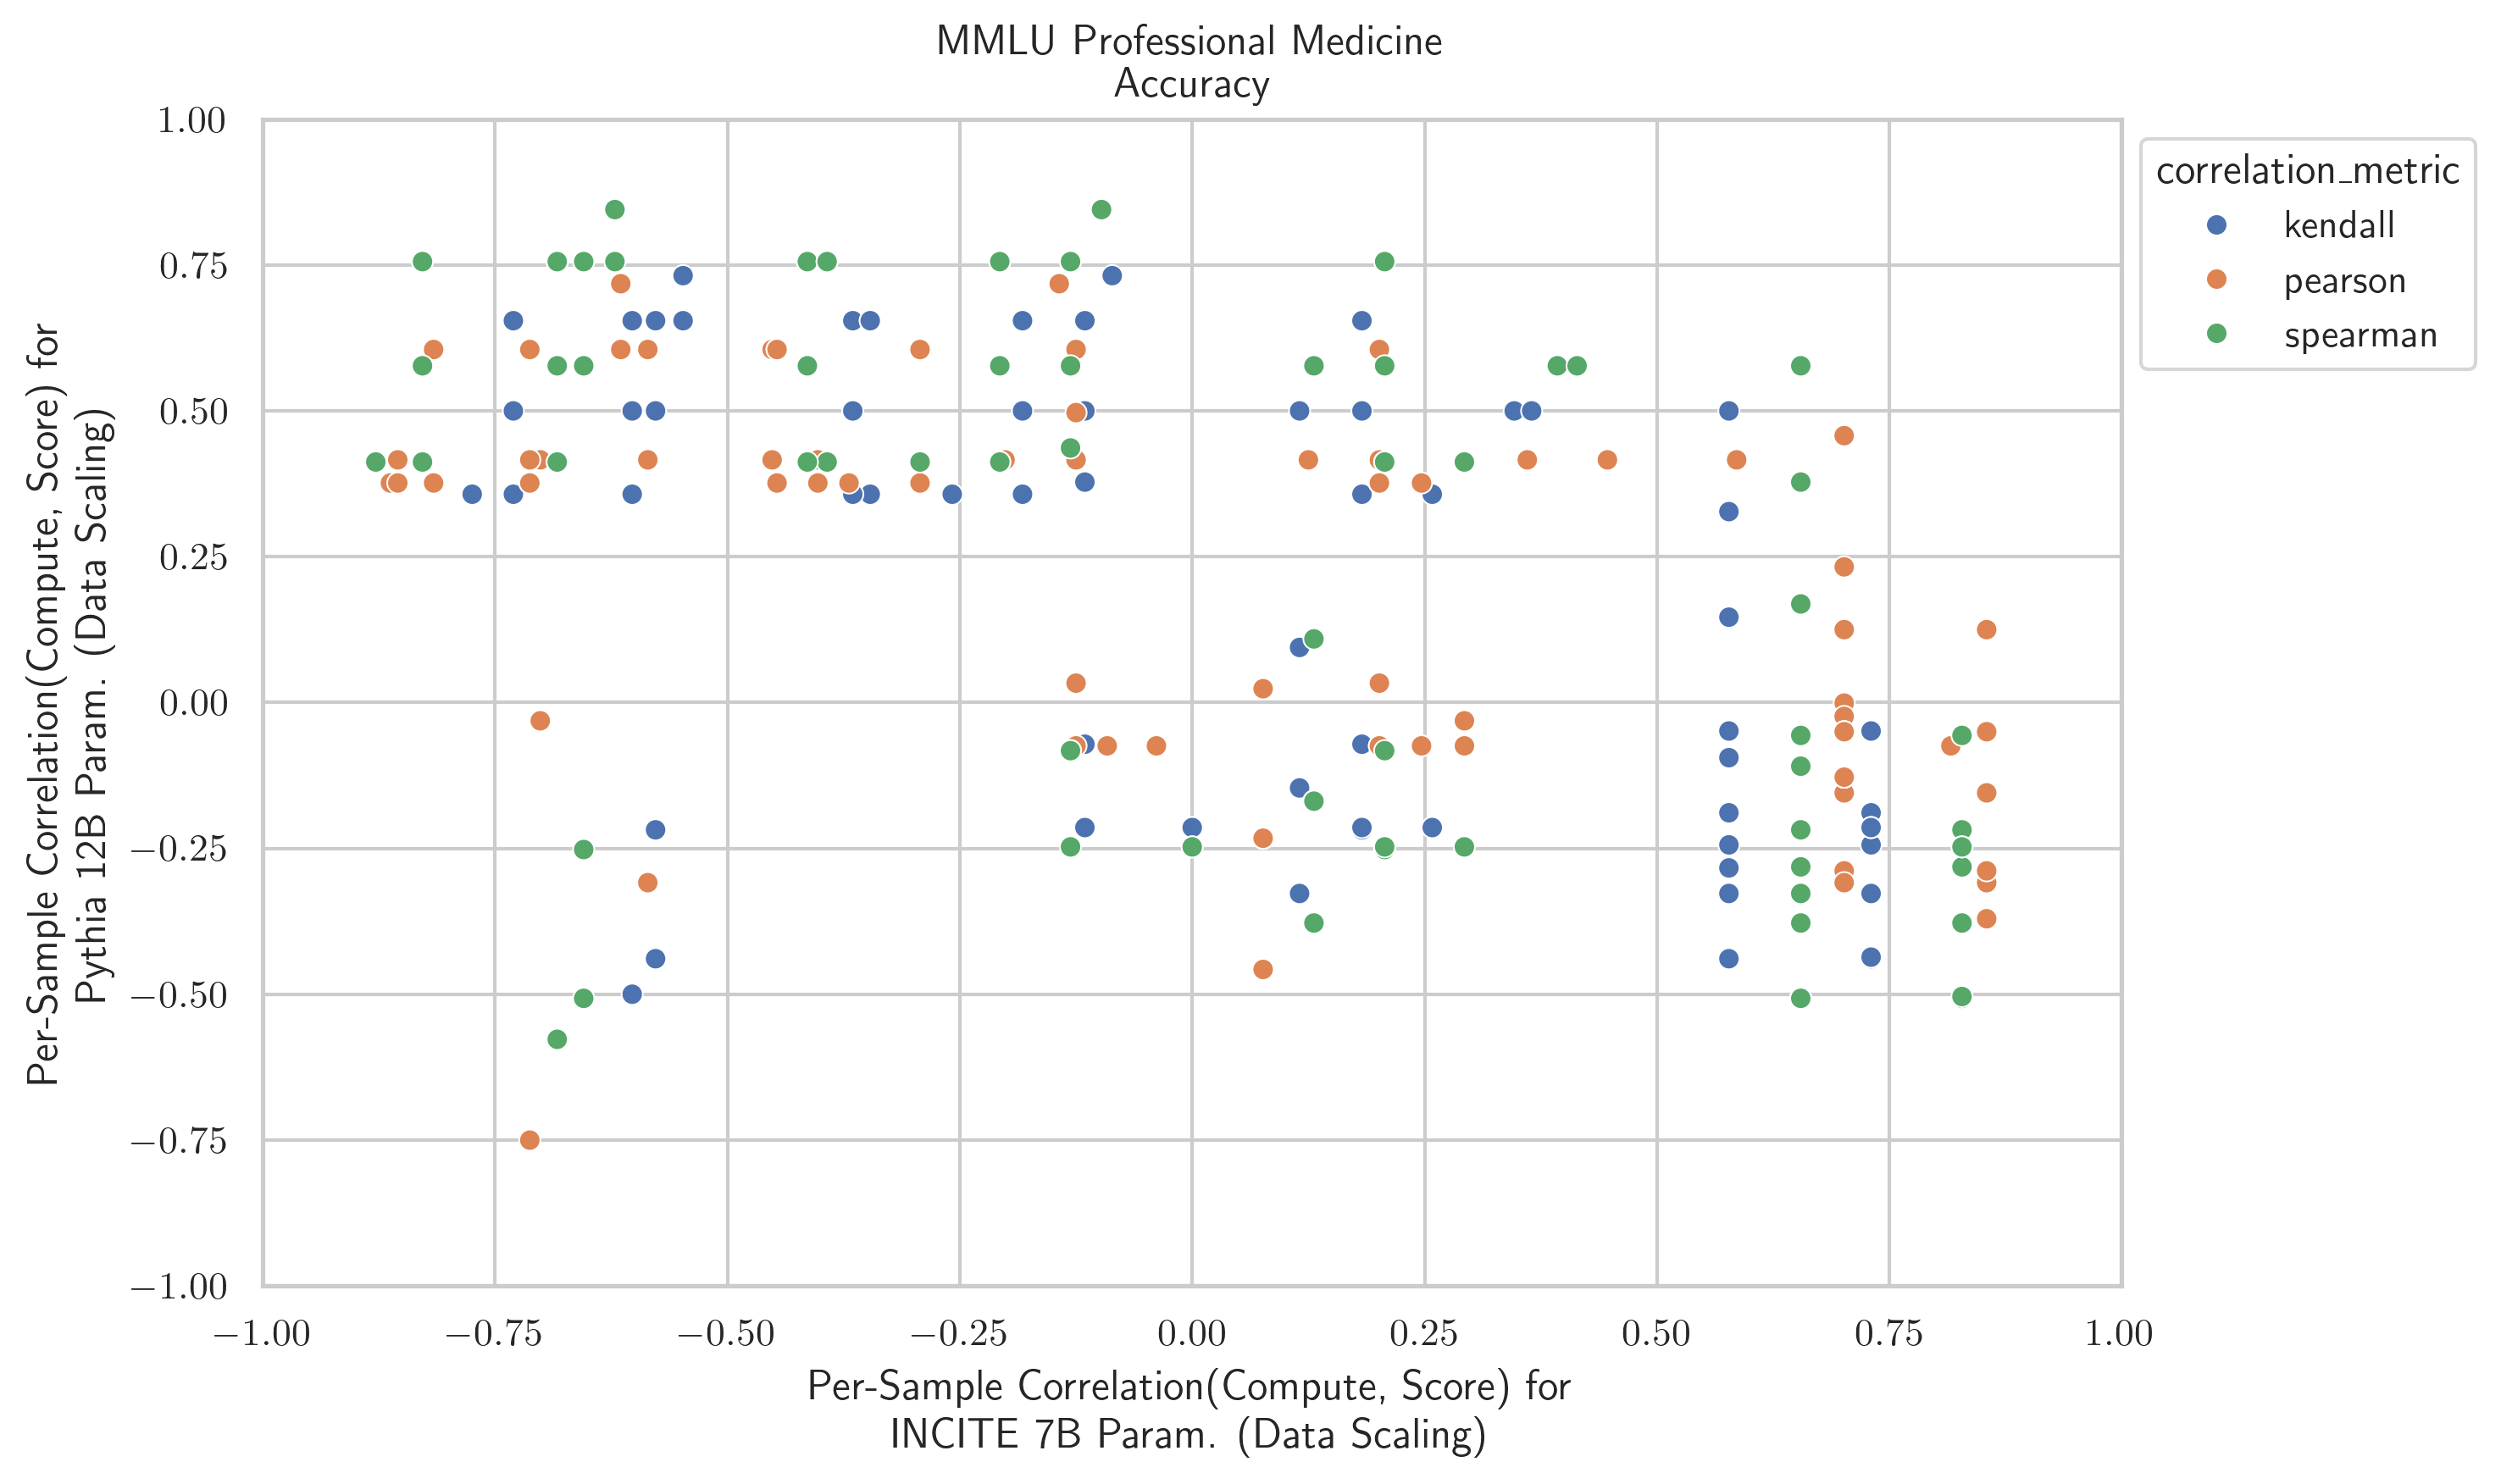 MMLU Professional Medicine
Accuracy
1.00
0.75
0.50
0.25
0.00
−0.25
−0.50
−0.75
−1.00
Per-Sample Correlation(Compute, Score) for
Pythia 12B Param. (Data Scaling)
−1.00 −0.75 −0.50 −0.25 0.00 0.25 0.50 0.75 1.00
Per-Sample Correlation(Compute, Score) for
INCITE 7B Param. (Data Scaling)
correlation_metric
kendall
pearson
spearman